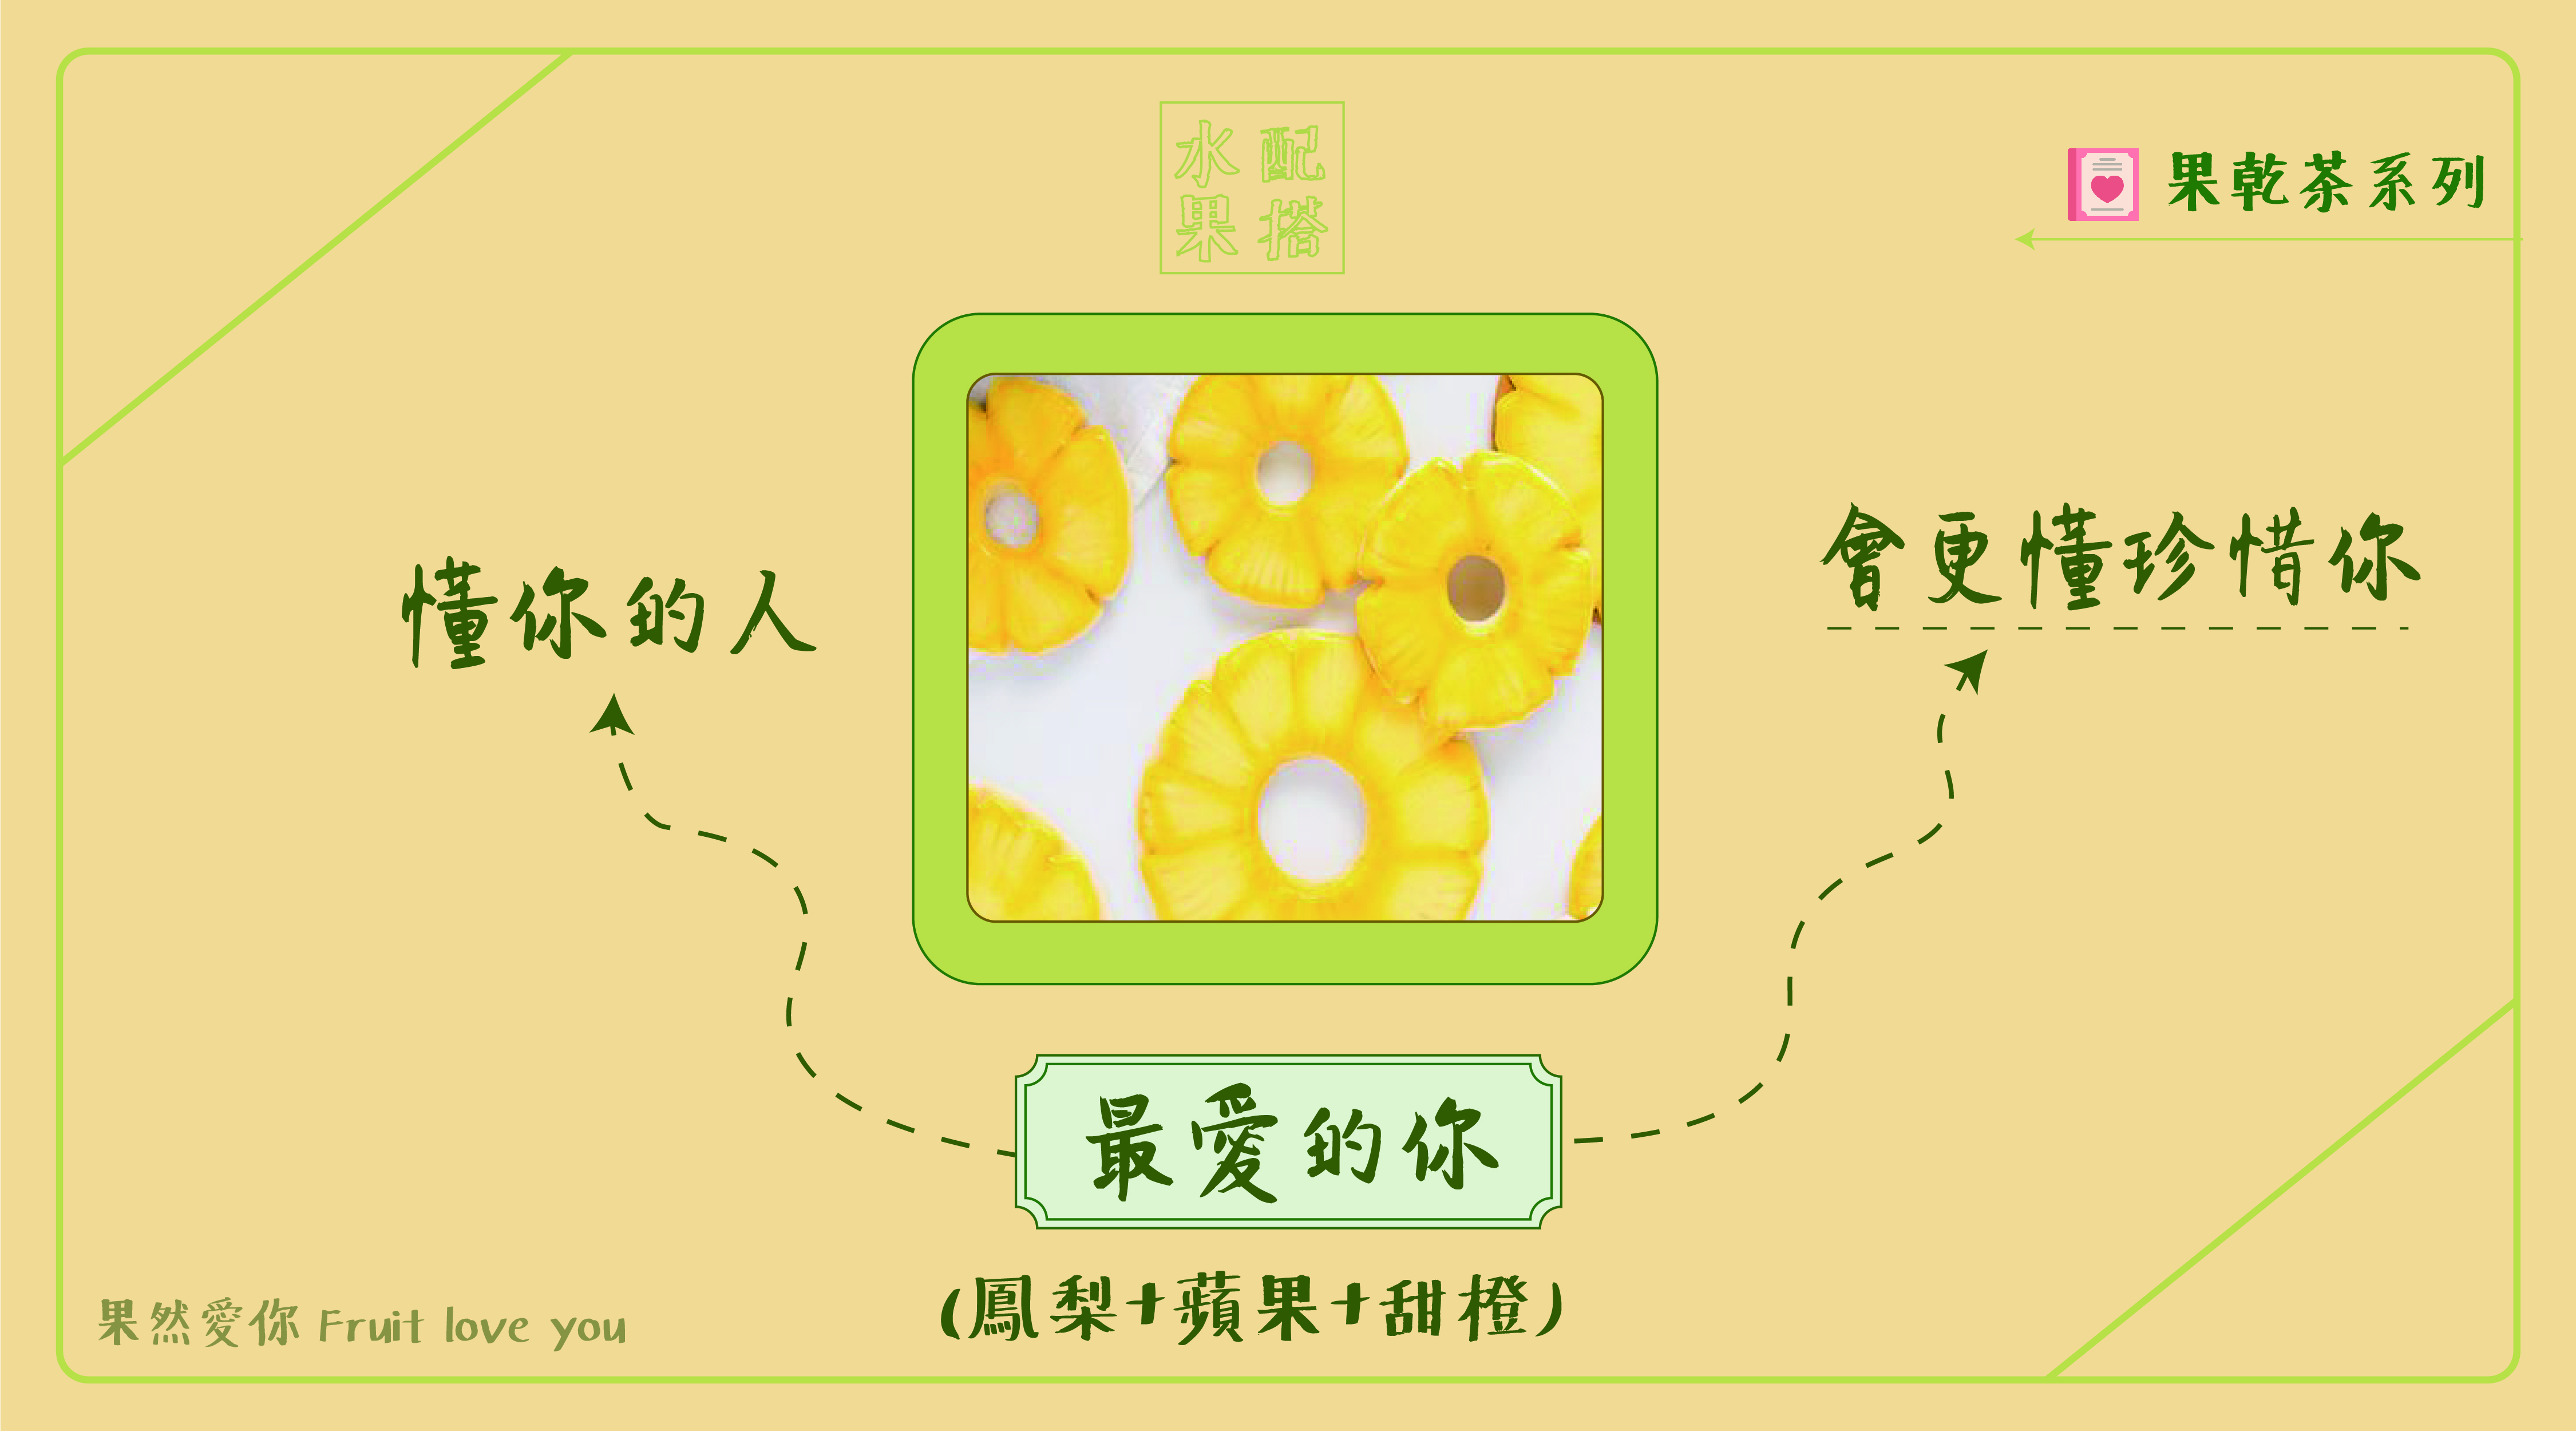 水果
配搭
果乾茶系列
懂你的人
會更懂珍惜你
最愛的你
(鳳梨+蘋果+甜橙)
果然愛你 Fruit love you